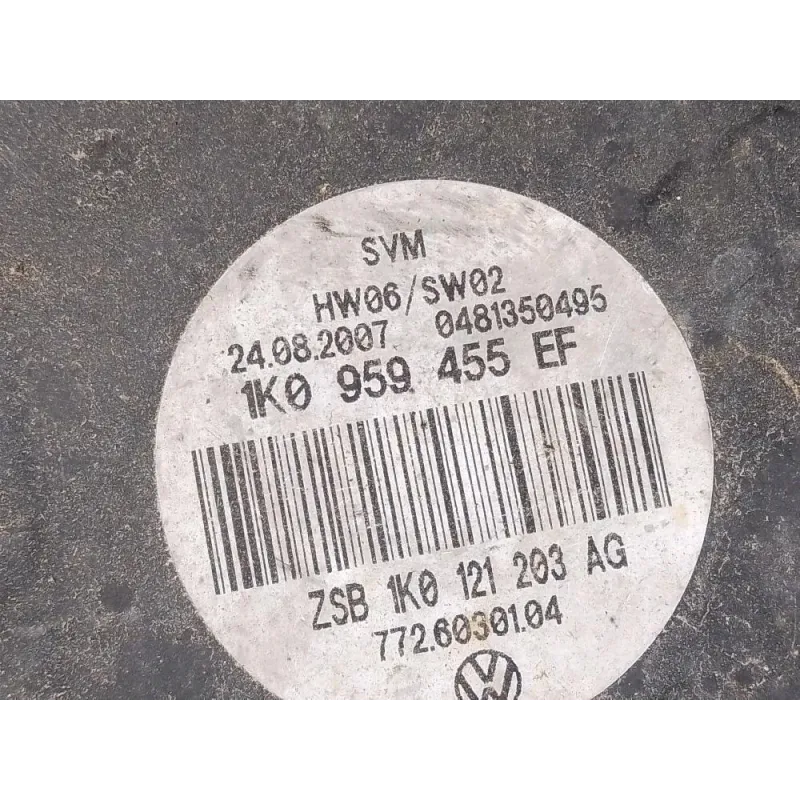 SVM
HW06/SW02
24.08.2007 0481350495
1K0 959 455 EF
ZSB 1K0 121 203 AG
772.60301.04